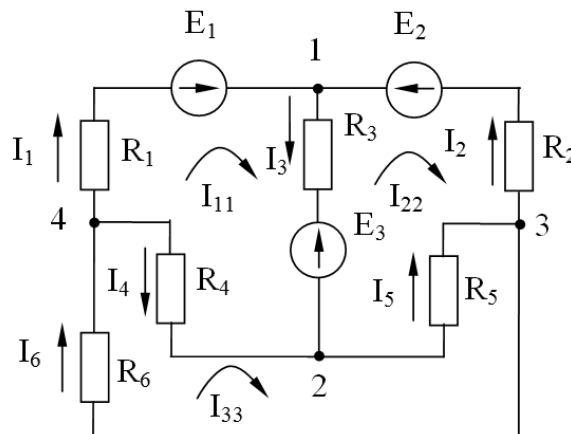 E₁
1
E₂
I₁
R₁
I₃
R₃
I₂
R₂
I₁₁
I₂₂
4
3
E₃
I₄
R₄
I₅
R₅
I₆
R₆
2
I₃₃